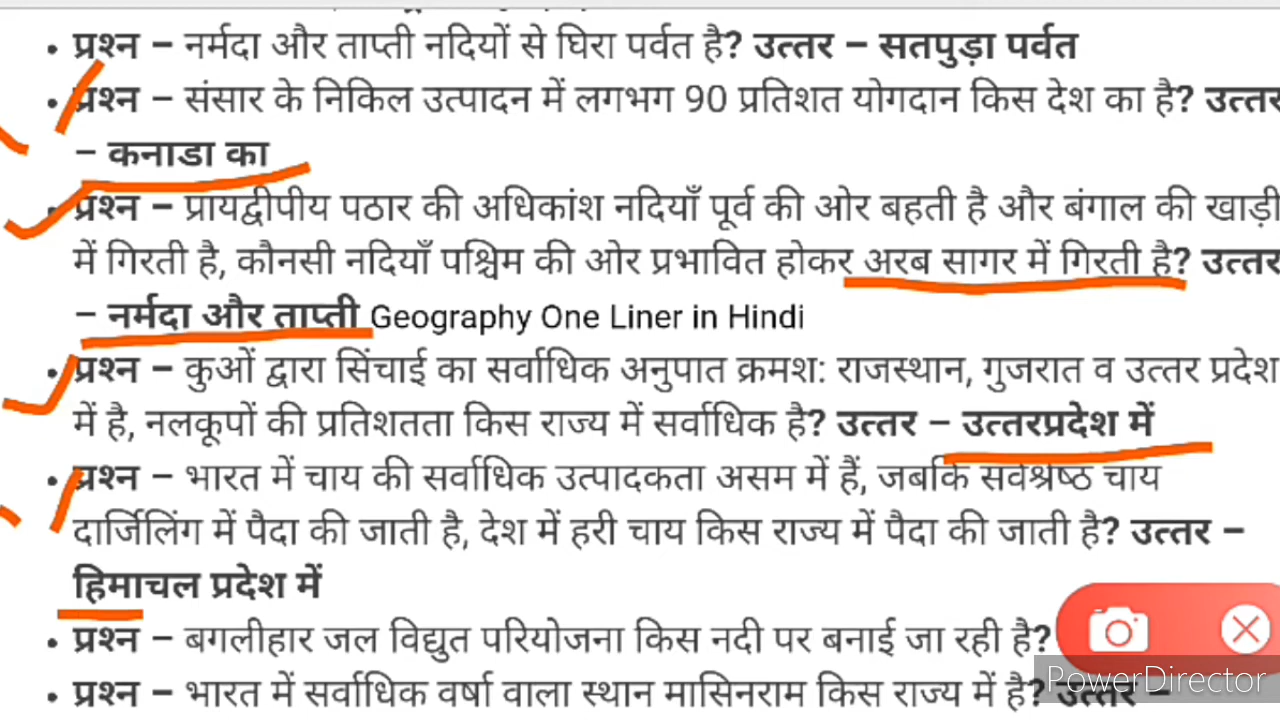 प्रश्न – नर्मदा और ताप्ती नदियों से घिरा पर्वत है? उत्तर – सतपुड़ा पर्वत
प्रश्न – संसार के निकिल उत्पादन में लगभग 90 प्रतिशत योगदान किस देश का है? उत्तर
– कनाडा का
प्रश्न – प्रायद्वीपीय पठार की अधिकांश नदियाँ पूर्व की ओर बहती है और बंगाल की खाड़ी
में गिरती है, कौनसी नदियाँ पश्चिम की ओर प्रभावित होकर अरब सागर में गिरती है? उत्तर
– नर्मदा और ताप्ती Geography One Liner in Hindi
प्रश्न – कुओं द्वारा सिंचाई का सर्वाधिक अनुपात क्रमश: राजस्थान, गुजरात व उत्तर प्रदेश
में है, नलकूपों की प्रतिशतता किस राज्य में सर्वाधिक है? उत्तर – उत्तरप्रदेश में
प्रश्न – भारत में चाय की सर्वाधिक उत्पादकता असम में हैं, जबकि सर्वश्रेष्ठ चाय
दार्जिलिंग में पैदा की जाती है, देश में हरी चाय किस राज्य में पैदा की जाती है? उत्तर –
हिमाचल प्रदेश में
प्रश्न – बगलीहार जल विद्युत परियोजना किस नदी पर बनाई जा रही है?
प्रश्न – भारत में सर्वाधिक वर्षा वाला स्थान मासिनराम किस राज्य में है? उत्तर –
PowerDirector